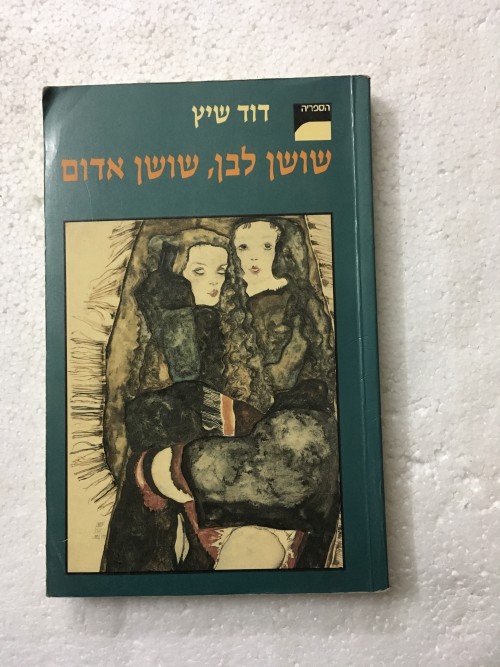 הספריה
דוד שיץ
שושן לבן, שושן אדום